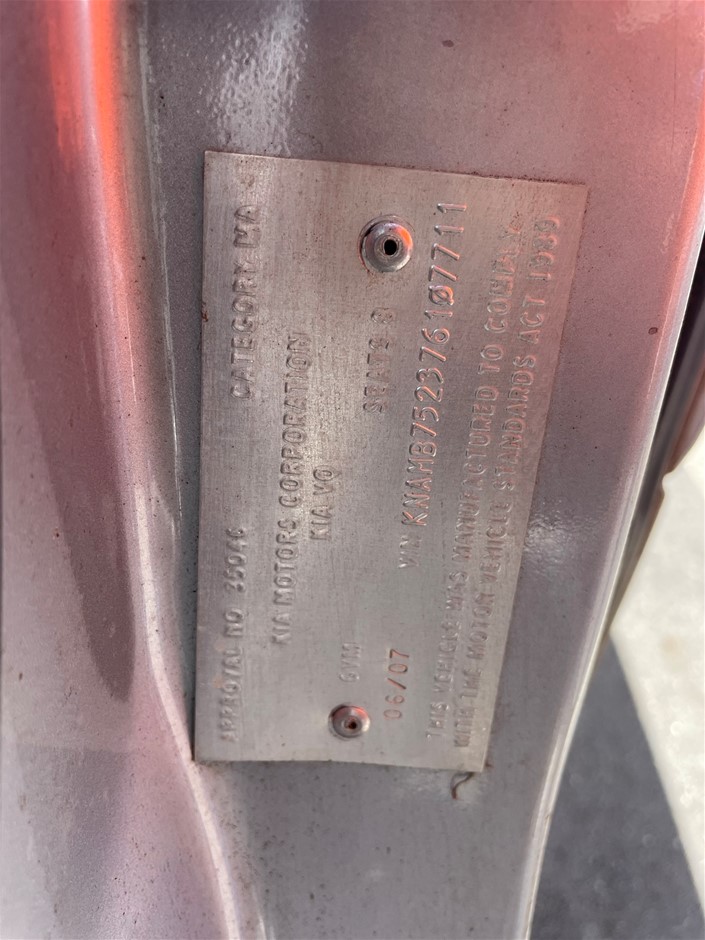 APPROVAL NO. 35046 CATEGORY MA
KIA MOTORS CORPORATION
KIA VQ
GVM SEATS 8
06/07 VIN KNAMB7523761Ø7711
THIS VEHICLE WAS MANUFACTURED TO COMPLY
WITH THE MOTOR VEHICLE STANDARDS ACT 1989